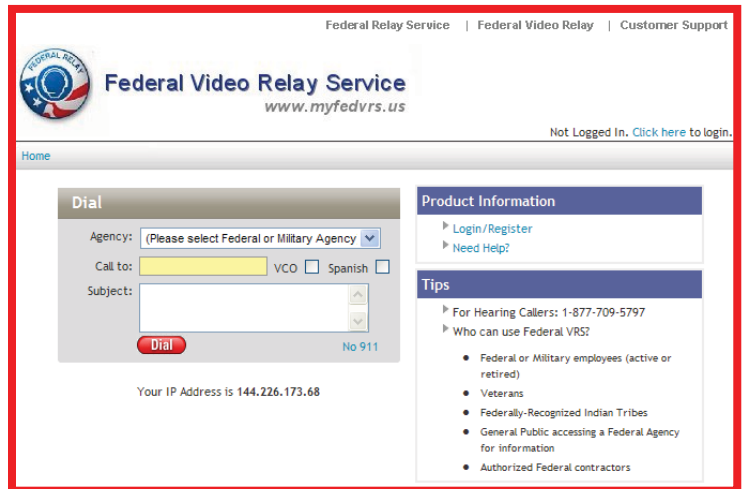 Federal Relay Service | Federal Video Relay | Customer Support
FEDERAL RELAY
Federal Video Relay Service
www.myfedvrs.us
Not Logged In. Click here to login.
Home
Dial
Agency: (Please select Federal or Military Agency
Call to: VCO Spanish
Subject:
Dial No 911
Your IP Address is 144.226.173.68
Product Information
Login/Register
Need Help?
Tips
For Hearing Callers: 1-877-709-5797
Who can use Federal VRS?
Federal or Military employees (active or
retired)
Veterans
Federally-Recognized Indian Tribes
General Public accessing a Federal Agency
for information
Authorized Federal contractors